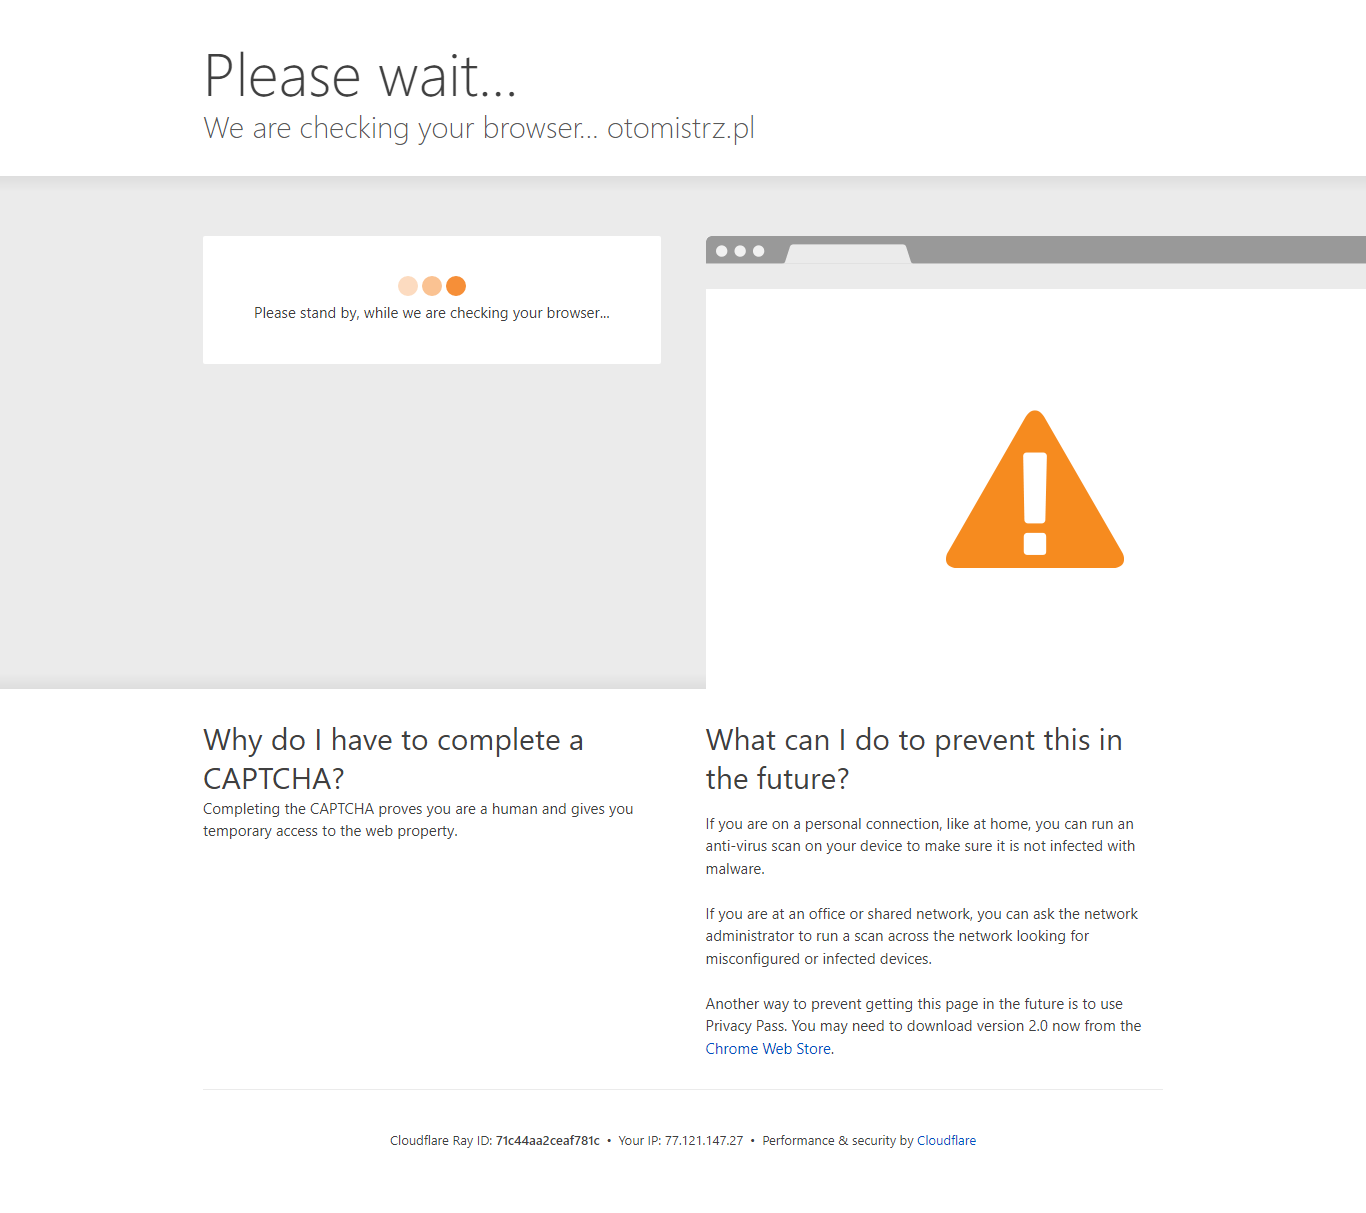 Please wait...
We are checking your browser... otomistrz.pl
Please stand by, while we are checking your browser...
Why do I have to complete a
CAPTCHA?
Completing the CAPTCHA proves you are a human and gives you
temporary access to the web property.
What can I do to prevent this in
the future?
If you are on a personal connection, like at home, you can run an
anti-virus scan on your device to make sure it is not infected with
malware.
If you are at an office or shared network, you can ask the network
administrator to run a scan across the network looking for
misconfigured or infected devices.
Another way to prevent getting this page in the future is to use
Privacy Pass. You may need to download version 2.0 now from the
Chrome Web Store.
Cloudflare Ray ID: 71c44aa2ceaf781c • Your IP: 77.121.147.27 • Performance & security by Cloudflare